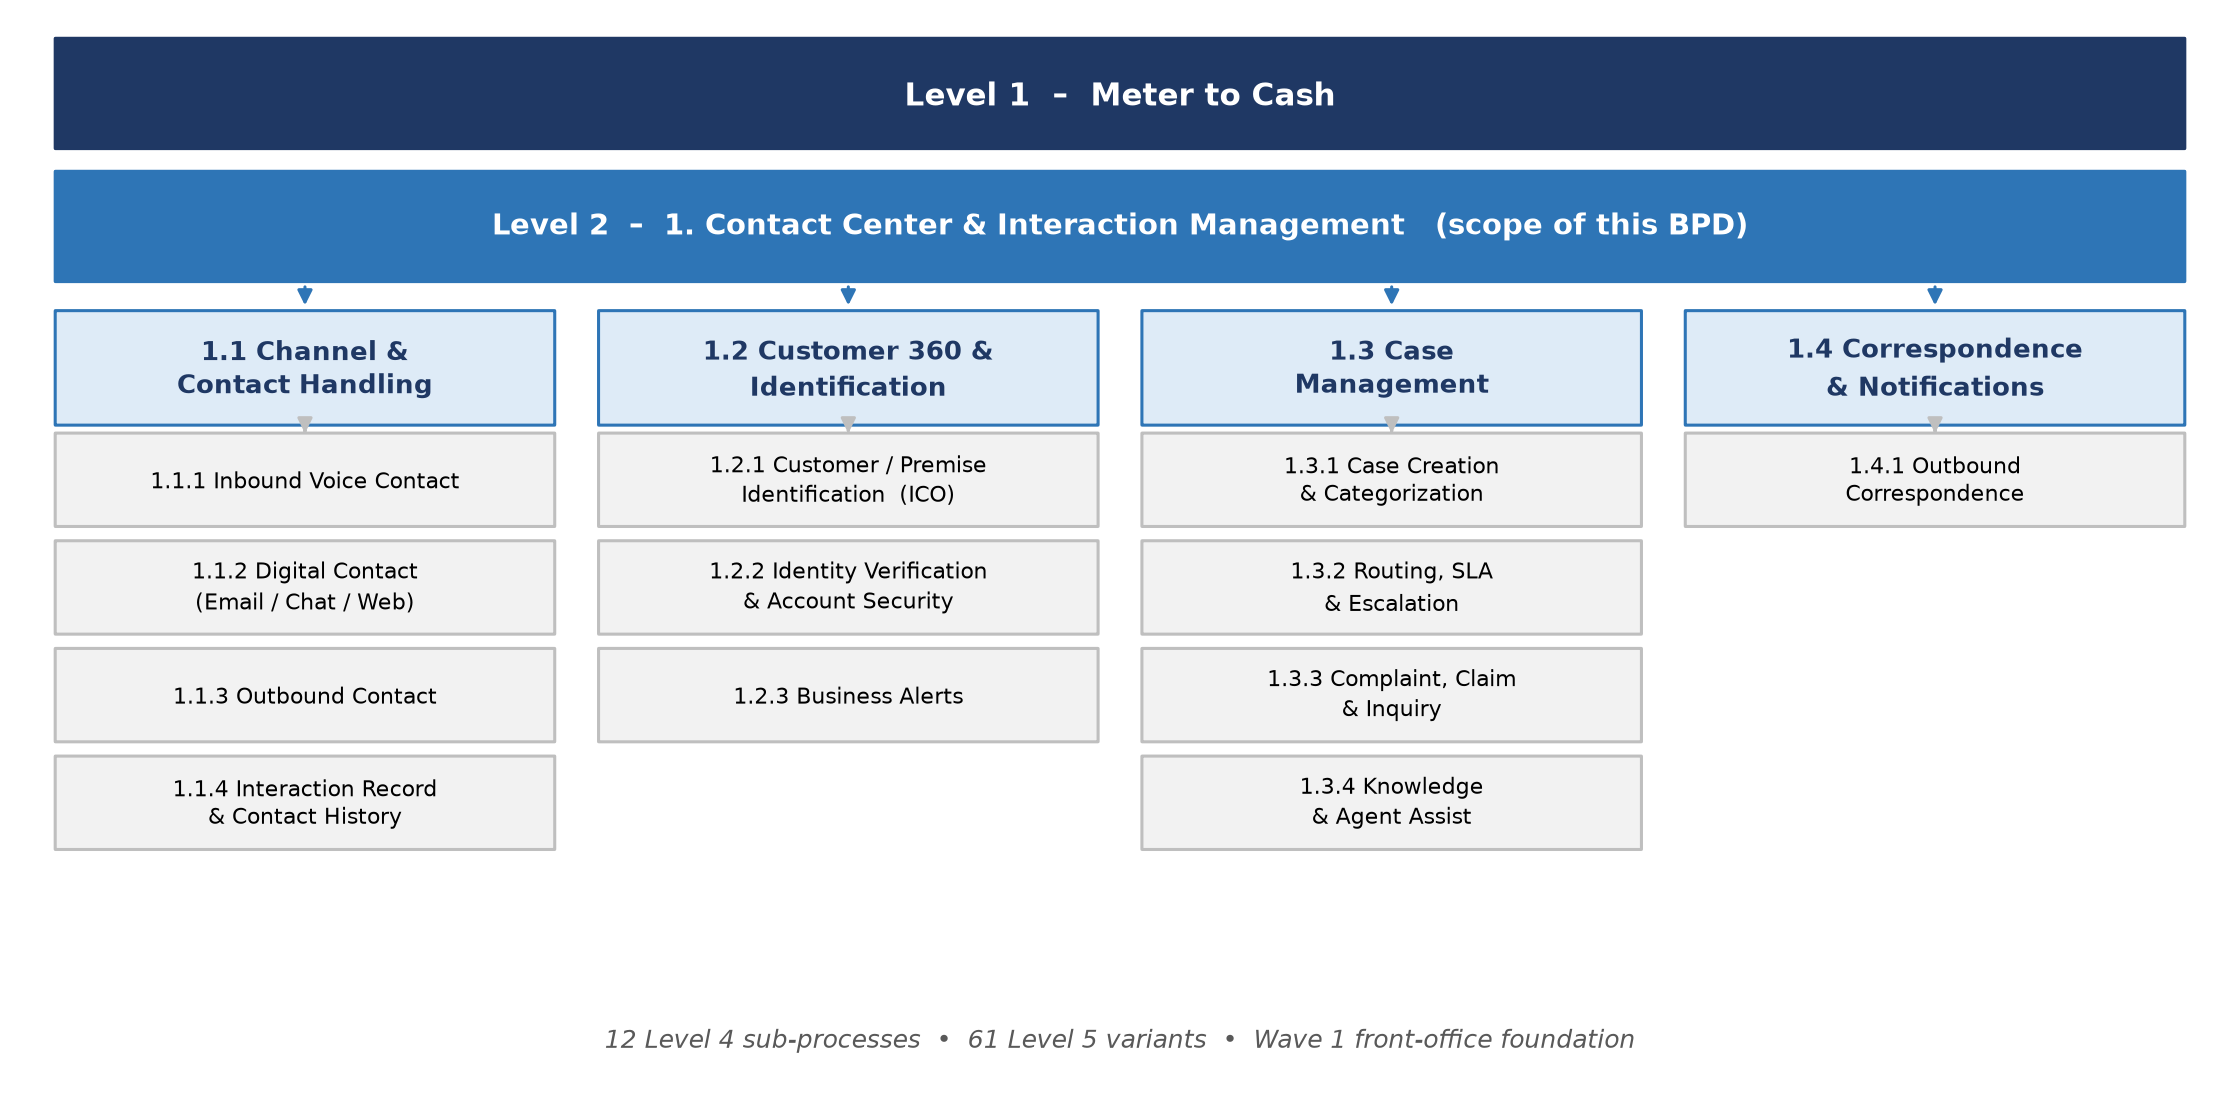 Level 1 – Meter to Cash
Level 2 – 1. Contact Center & Interaction Management (scope of this BPD)
1.1 Channel &
Contact Handling
1.1.1 Inbound Voice Contact
1.1.2 Digital Contact
(Email / Chat / Web)
1.1.3 Outbound Contact
1.1.4 Interaction Record
& Contact History
1.2 Customer 360 &
Identification
1.2.1 Customer / Premise
Identification (ICO)
1.2.2 Identity Verification
& Account Security
1.2.3 Business Alerts
1.3 Case
Management
1.3.1 Case Creation
& Categorization
1.3.2 Routing, SLA
& Escalation
1.3.3 Complaint, Claim
& Inquiry
1.3.4 Knowledge
& Agent Assist
1.4 Correspondence
& Notifications
1.4.1 Outbound
Correspondence
12 Level 4 sub-processes • 61 Level 5 variants • Wave 1 front-office foundation